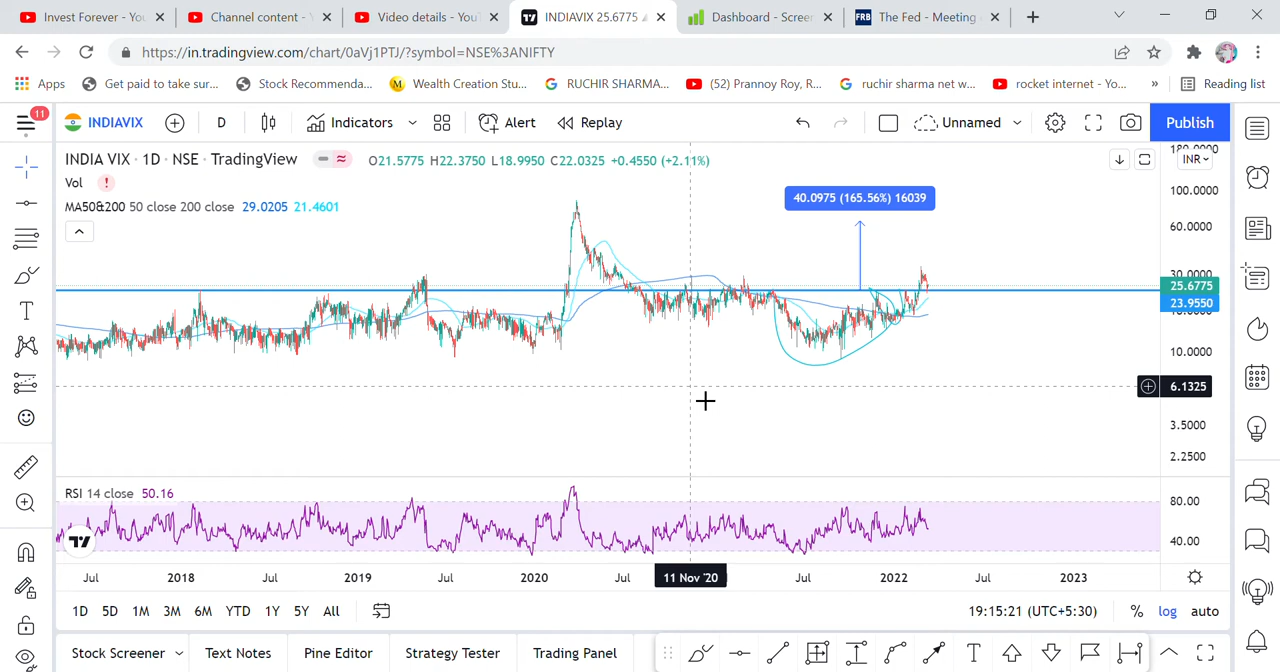 Invest Forever - You
Channel content -
Video details - You
INDIAVIX 25.6775
Dashboard - Screen
FRB
The Fed - Meeting
https://in.tradingview.com/chart/0aVj1PTJ/?symbol=NSE%3ANIFTY
Apps
Get paid to take sur...
Stock Recommenda...
M
Wealth Creation Stu...
RUCHIR SHARMA...
(52) Prannoy Roy, R...
ruchir sharma net w...
rocket internet - Yo...
»
Reading list
11
INDIAVIX
D
Indicators
Alert
Replay
Unnamed
Publish
INDIA VIX · 1D · NSE · TradingView
O21.5775 H22.3750 L18.9950 C22.0325 +0.4550 (+2.11%)
INR
180.0000
Vol
!
MA50&200 50 close 200 close 29.0205 21.4601
40.0975 (165.56%) 16039
100.0000
60.0000
30.0000
25.6775
23.9550
10.0000
6.1325
3.5000
2.2500
RSI 14 close 50.16
80.00
40.00
Jul
2018
Jul
2019
Jul
2020
Jul
11 Nov '20
Jul
2022
Jul
2023
1D
5D
1M
3M
6M
YTD
1Y
5Y
All
19:15:21 (UTC+5:30)
%
log
auto
Stock Screener
Text Notes
Pine Editor
Strategy Tester
Trading Panel